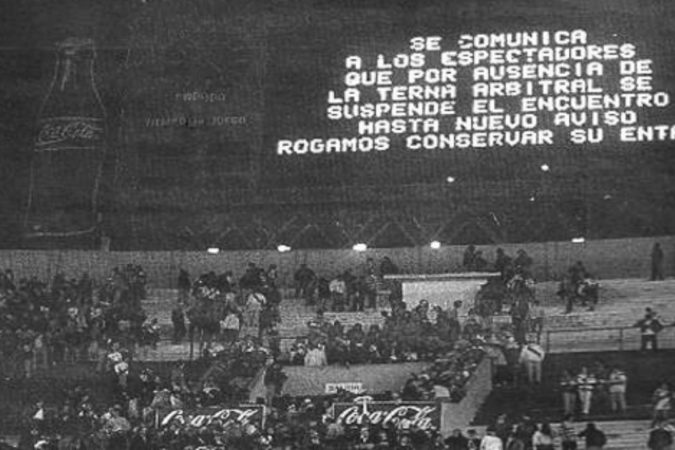 SE COMUNICA
A LOS ESPECTADORES
QUE POR AUSENCIA DE
LA TERNA ARBITRAL SE
SUSPENDE EL ENCUENTRO
HASTA NUEVO AVISO
ROGAMOS CONSERVAR SU ENTA
Coca-Cola
Coca-Cola
Coca-Cola